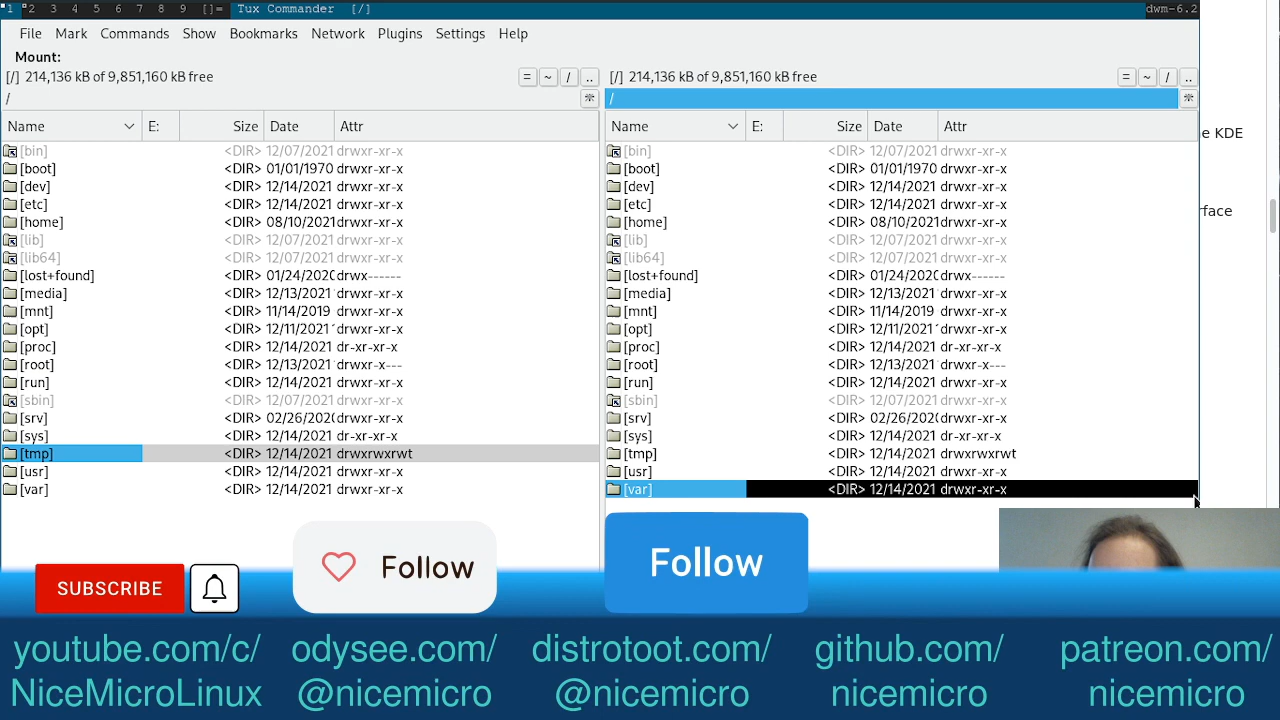 1 2 3 4 5 6 7 8 9 []= Tux Commander [/] dwm-6.2
File Mark Commands Show Bookmarks Network Plugins Settings Help
Mount:
[/] 214,136 kB of 9,851,160 kB free = ~ / .. [/] 214,136 kB of 9,851,160 kB free = ~ / ..
/ * / *
Name E: Size Date Attr Name E: Size Date Attr
e KDE
[bin] <DIR> 12/07/2021 drwxr-xr-x [bin] <DIR> 12/07/2021 drwxr-xr-x
[boot] <DIR> 01/01/1970 drwxr-xr-x [boot] <DIR> 01/01/1970 drwxr-xr-x
[dev] <DIR> 12/14/2021 drwxr-xr-x [dev] <DIR> 12/14/2021 drwxr-xr-x
[etc] <DIR> 12/14/2021 drwxr-xr-x [etc] <DIR> 12/14/2021 drwxr-xr-x
rface
[home] <DIR> 08/10/2021 drwxr-xr-x [home] <DIR> 08/10/2021 drwxr-xr-x
[lib] <DIR> 12/07/2021 drwxr-xr-x [lib] <DIR> 12/07/2021 drwxr-xr-x
[lib64] <DIR> 12/07/2021 drwxr-xr-x [lib64] <DIR> 12/07/2021 drwxr-xr-x
[lost+found] <DIR> 01/24/202 drwx------ [lost+found] <DIR> 01/24/202 drwx------
[media] <DIR> 12/13/2021 drwxr-xr-x [media] <DIR> 12/13/2021 drwxr-xr-x
[mnt] <DIR> 11/14/2019 drwxr-xr-x [mnt] <DIR> 11/14/2019 drwxr-xr-x
[opt] <DIR> 12/11/2021 drwxr-xr-x [opt] <DIR> 12/11/2021 drwxr-xr-x
[proc] <DIR> 12/14/2021 dr-xr-xr-x [proc] <DIR> 12/14/2021 dr-xr-xr-x
[root] <DIR> 12/13/2021 drwxr-x--- [root] <DIR> 12/13/2021 drwxr-x---
[run] <DIR> 12/14/2021 drwxr-xr-x [run] <DIR> 12/14/2021 drwxr-xr-x
[sbin] <DIR> 12/07/2021 drwxr-xr-x [sbin] <DIR> 12/07/2021 drwxr-xr-x
[srv] <DIR> 02/26/202 drwxr-xr-x [srv] <DIR> 02/26/202 drwxr-xr-x
[sys] <DIR> 12/14/2021 dr-xr-xr-x [sys] <DIR> 12/14/2021 dr-xr-xr-x
[tmp] <DIR> 12/14/2021 drwxrwxrwt [tmp] <DIR> 12/14/2021 drwxrwxrwt
[usr] <DIR> 12/14/2021 drwxr-xr-x [usr] <DIR> 12/14/2021 drwxr-xr-x
[var] <DIR> 12/14/2021 drwxr-xr-x [var] <DIR> 12/14/2021 drwxr-xr-x
SUBSCRIBE Follow Follow
youtube.com/c/ odysee.com/ distrotoot.com/ github.com/ patreon.com/
NiceMicroLinux @nicemicro @nicemicro nicemicro nicemicro